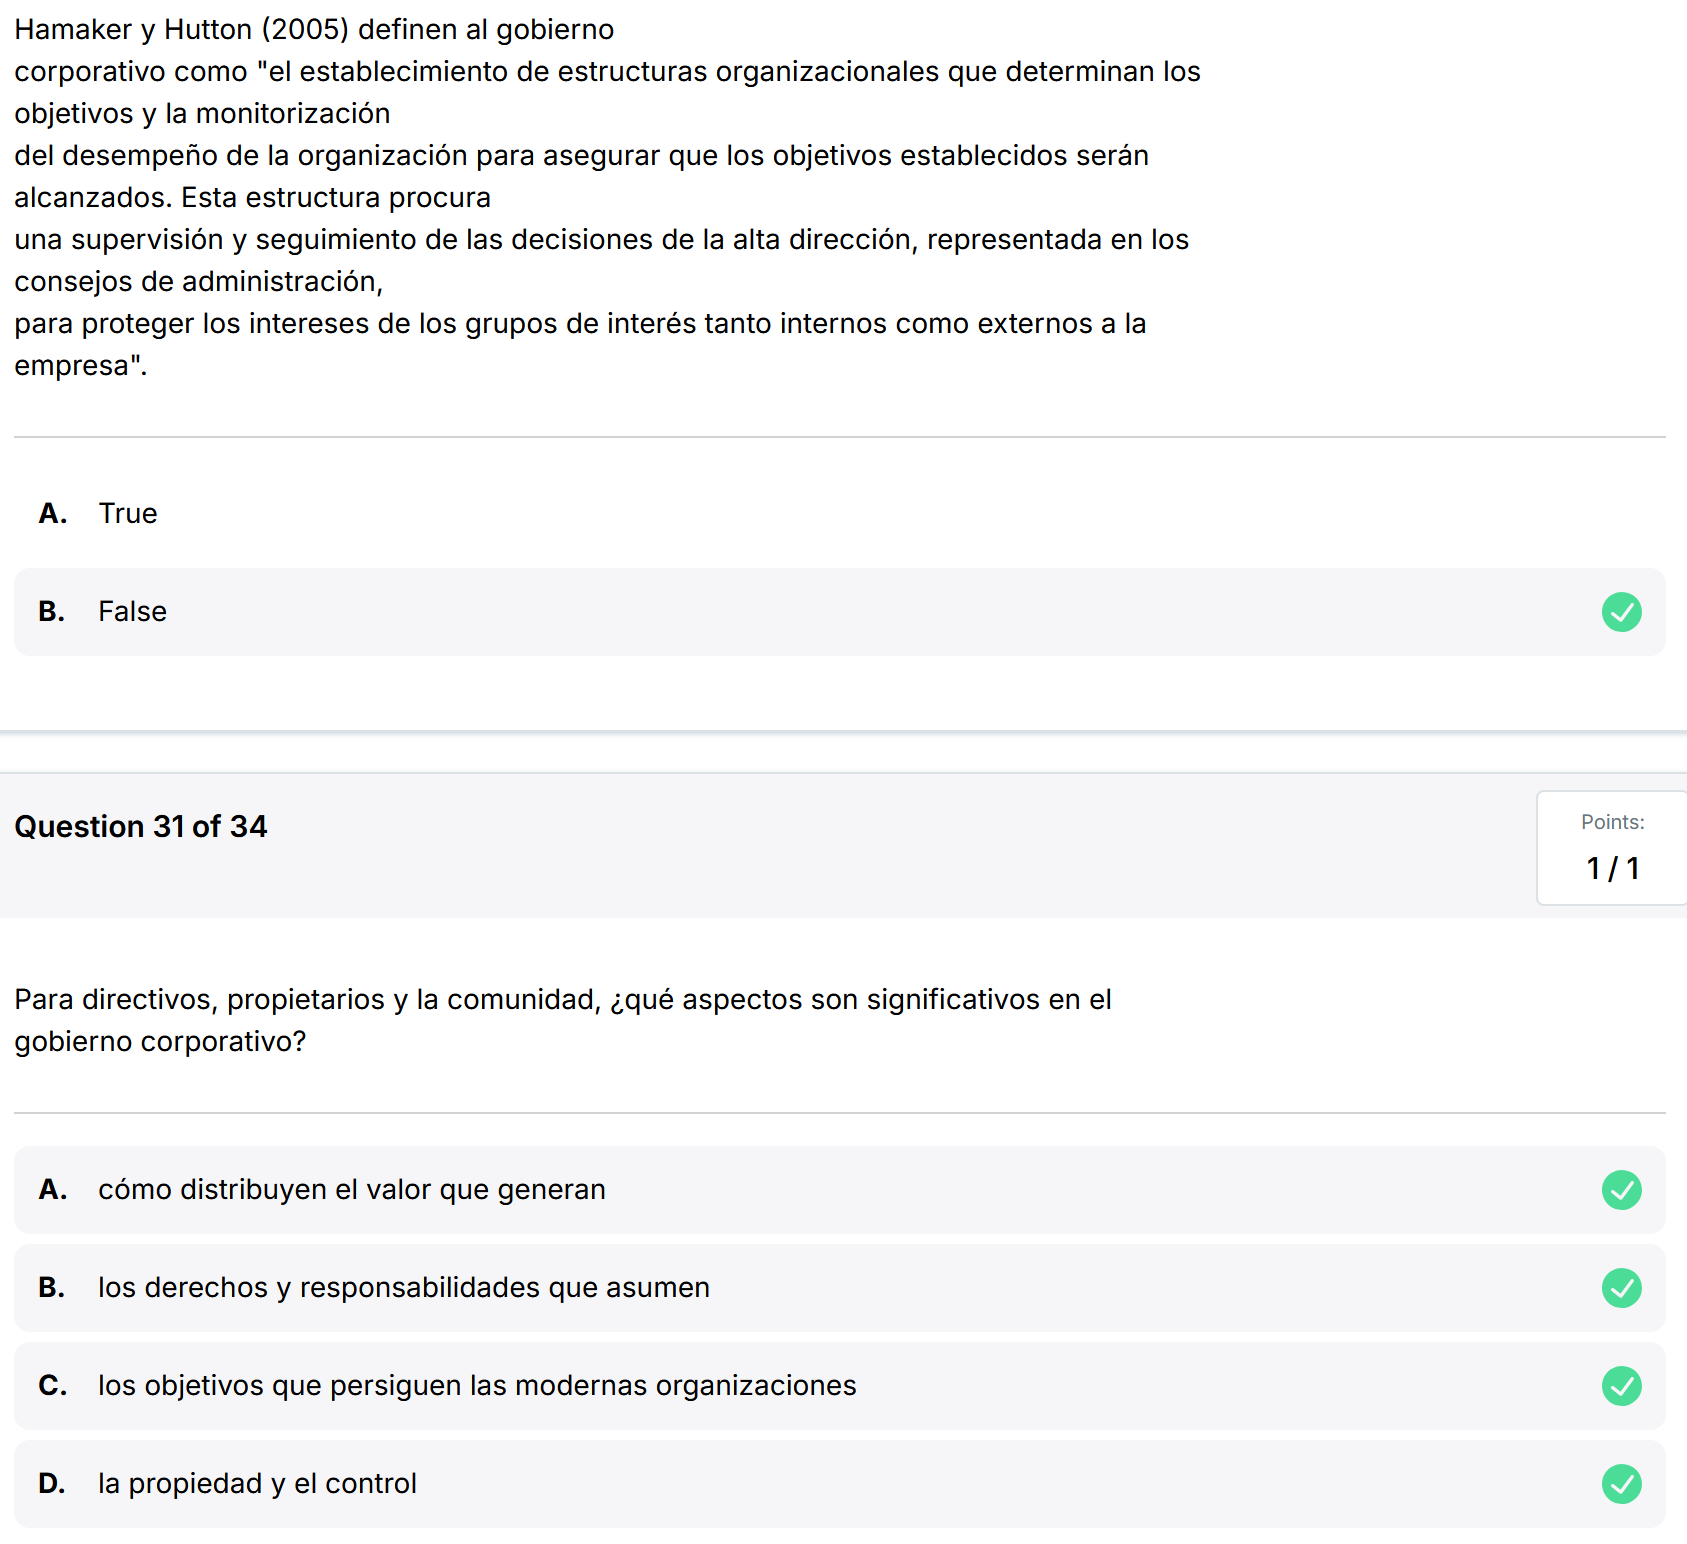 Hamaker y Hutton (2005) definen al gobierno
corporativo como "el establecimiento de estructuras organizacionales que determinan los
objetivos y la monitorización
del desempeño de la organización para asegurar que los objetivos establecidos serán
alcanzados. Esta estructura procura
una supervisión y seguimiento de las decisiones de la alta dirección, representada en los
consejos de administración,
para proteger los intereses de los grupos de interés tanto internos como externos a la
empresa".
A. True
B. False
Question 31 of 34
Points:
1 / 1
Para directivos, propietarios y la comunidad, ¿qué aspectos son significativos en el
gobierno corporativo?
A. cómo distribuyen el valor que generan
B. los derechos y responsabilidades que asumen
C. los objetivos que persiguen las modernas organizaciones
D. la propiedad y el control